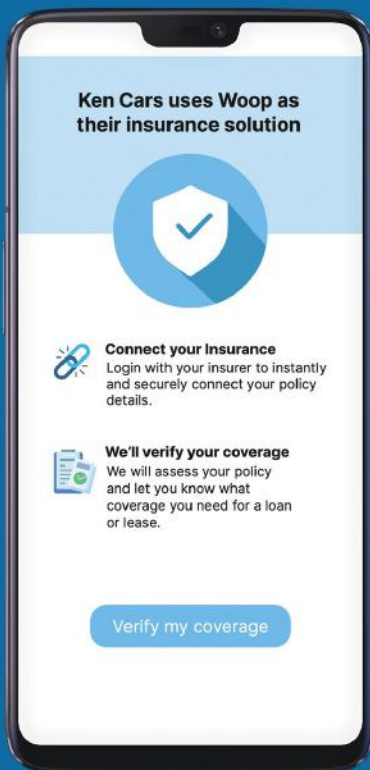 Ken Cars uses Woop as
their insurance solution
Connect your Insurance
Login with your insurer to instantly
and securely connect your policy
details.
We'll verify your coverage
We will assess your policy
and let you know what
coverage you need for a loan
or lease.
Verify my coverage